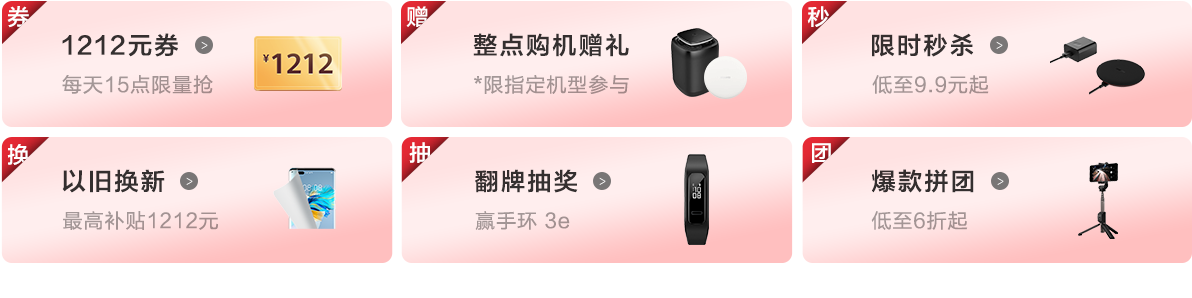 券
1212元券 >
每天15点限量抢
¥1212
赠
整点购机赠礼
*限指定机型参与
秒
限时秒杀 >
低至9.9元起
换
以旧换新 >
最高补贴1212元
抽
翻牌抽奖 >
赢手环 3e
团
爆款拼团 >
低至6折起